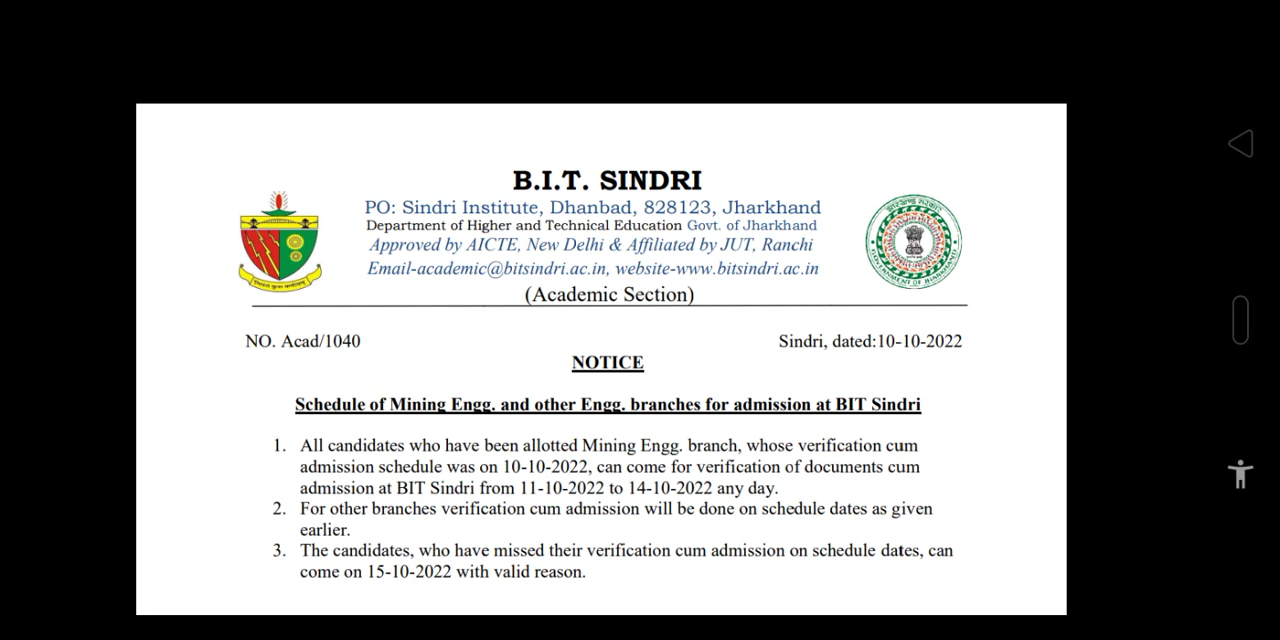 B.I.T. SINDRI
PO: Sindri Institute, Dhanbad, 828123, Jharkhand
Department of Higher and Technical Education Govt. of Jharkhand
Approved by AICTE, New Delhi & Affiliated by JUT, Ranchi
Email-academic@bitsindri.ac.in, website-www.bitsindri.ac.in
(Academic Section)
झारखण्ड सरकार
GOVERNMENT OF JHARKHAND
NO. Acad/1040 Sindri, dated:10-10-2022
NOTICE
Schedule of Mining Engg. and other Engg. branches for admission at BIT Sindri
1. All candidates who have been allotted Mining Engg. branch, whose verification cum
admission schedule was on 10-10-2022, can come for verification of documents cum
admission at BIT Sindri from 11-10-2022 to 14-10-2022 any day.
2. For other branches verification cum admission will be done on schedule dates as given
earlier.
3. The candidates, who have missed their verification cum admission on schedule dates, can
come on 15-10-2022 with valid reason.